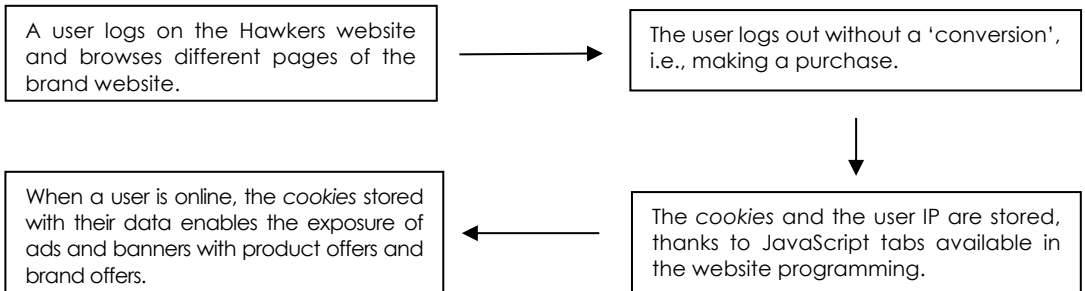 A user logs on the Hawkers website
and browses different pages of the
brand website.
The user logs out without a ‘conversion’,
i.e., making a purchase.
The cookies and the user IP are stored,
thanks to JavaScript tabs available in
the website programming.
When a user is online, the cookies stored
with their data enables the exposure of
ads and banners with product offers and
brand offers.